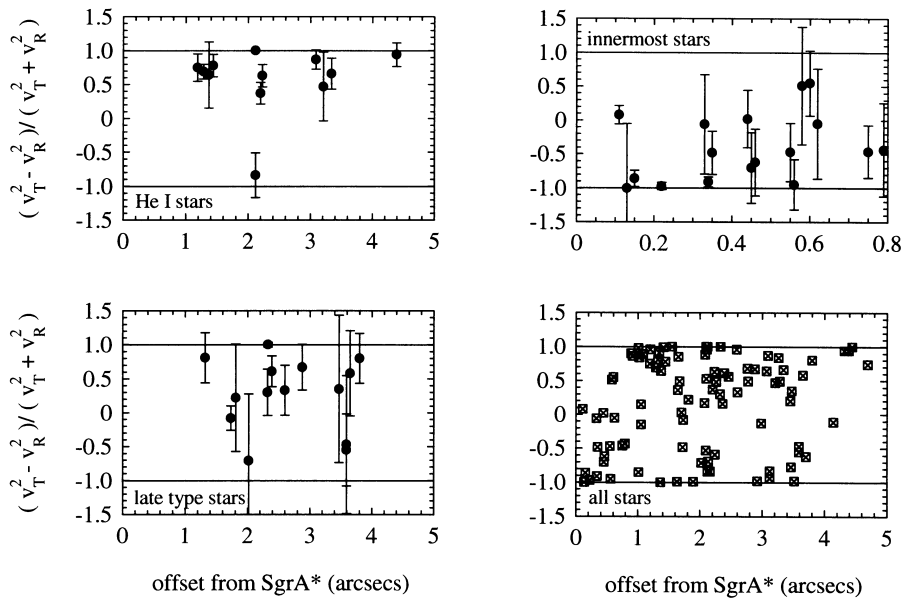 ( v_T^2 - v_R^2 )/( v_T^2 + v_R^2 )
1.5
1.0
0.5
0
-0.5
-1.0
-1.5
He I stars
0 1 2 3 4 5
1.5
1.0
0.5
0
-0.5
-1.0
-1.5
innermost stars
0 0.2 0.4 0.6 0.8
( v_T^2 - v_R^2 )/( v_T^2 + v_R^2 )
1.5
1.0
0.5
0
-0.5
-1.0
-1.5
late type stars
0 1 2 3 4 5
offset from SgrA* (arcsecs)
1.5
1.0
0.5
0
-0.5
-1.0
-1.5
all stars
0 1 2 3 4 5
offset from SgrA* (arcsecs)